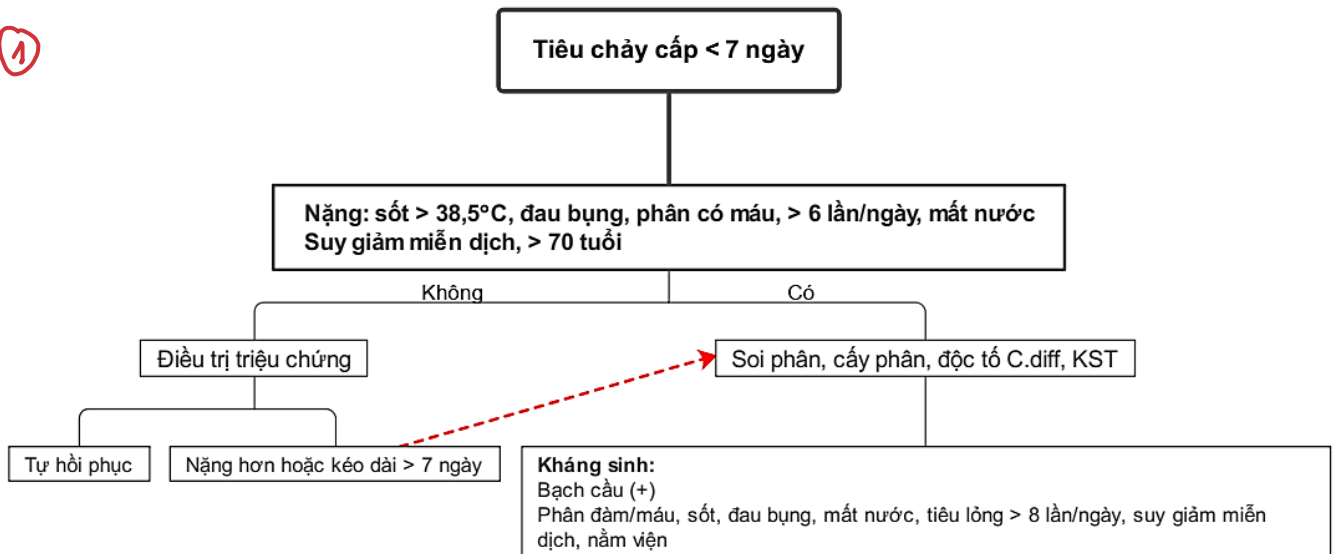 1
Tiêu chảy cấp < 7 ngày
Nặng: sốt > 38,5°C, đau bụng, phân có máu, > 6 lần/ngày, mất nước
Suy giảm miễn dịch, > 70 tuổi
Không
Có
Điều trị triệu chứng
Soi phân, cấy phân, độc tố C.diff, KST
Tự hồi phục
Nặng hơn hoặc kéo dài > 7 ngày
Kháng sinh:
Bạch cầu (+)
Phân đàm/máu, sốt, đau bụng, mất nước, tiêu lỏng > 8 lần/ngày, suy giảm miễn
dịch, nằm viện